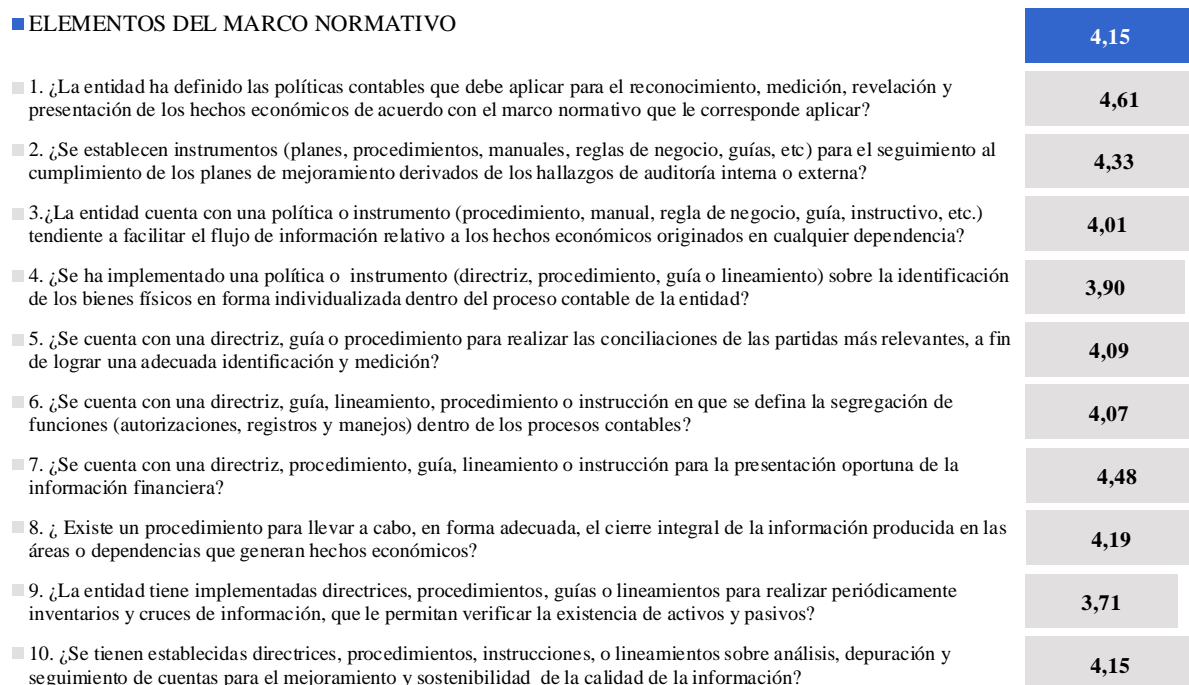 ELEMENTOS DEL MARCO NORMATIVO
4,15
1. ¿La entidad ha definido las políticas contables que debe aplicar para el reconocimiento, medición, revelación y
presentación de los hechos económicos de acuerdo con el marco normativo que le corresponde aplicar?
4,61
2. ¿Se establecen instrumentos (planes, procedimientos, manuales, reglas de negocio, guías, etc) para el seguimiento al
cumplimiento de los planes de mejoramiento derivados de los hallazgos de auditoría interna o externa?
4,33
3.¿La entidad cuenta con una política o instrumento (procedimiento, manual, regla de negocio, guía, instructivo, etc.)
tendiente a facilitar el flujo de información relativo a los hechos económicos originados en cualquier dependencia?
4,01
4. ¿Se ha implementado una política o instrumento (directriz, procedimiento, guía o lineamiento) sobre la identificación
de los bienes físicos en forma individualizada dentro del proceso contable de la entidad?
3,90
5. ¿Se cuenta con una directriz, guía o procedimiento para realizar las conciliaciones de las partidas más relevantes, a fin
de lograr una adecuada identificación y medición?
4,09
6. ¿Se cuenta con una directriz, guía, lineamiento, procedimiento o instrucción en que se defina la segregación de
funciones (autorizaciones, registros y manejos) dentro de los procesos contables?
4,07
7. ¿Se cuenta con una directriz, procedimiento, guía, lineamiento o instrucción para la presentación oportuna de la
información financiera?
4,48
8. ¿ Existe un procedimiento para llevar a cabo, en forma adecuada, el cierre integral de la información producida en las
áreas o dependencias que generan hechos económicos?
4,19
9. ¿La entidad tiene implementadas directrices, procedimientos, guías o lineamientos para realizar periódicamente
inventarios y cruces de información, que le permitan verificar la existencia de activos y pasivos?
3,71
10. ¿Se tienen establecidas directrices, procedimientos, instrucciones, o lineamientos sobre análisis, depuración y
seguimiento de cuentas para el mejoramiento y sostenibilidad de la calidad de la información?
4,15